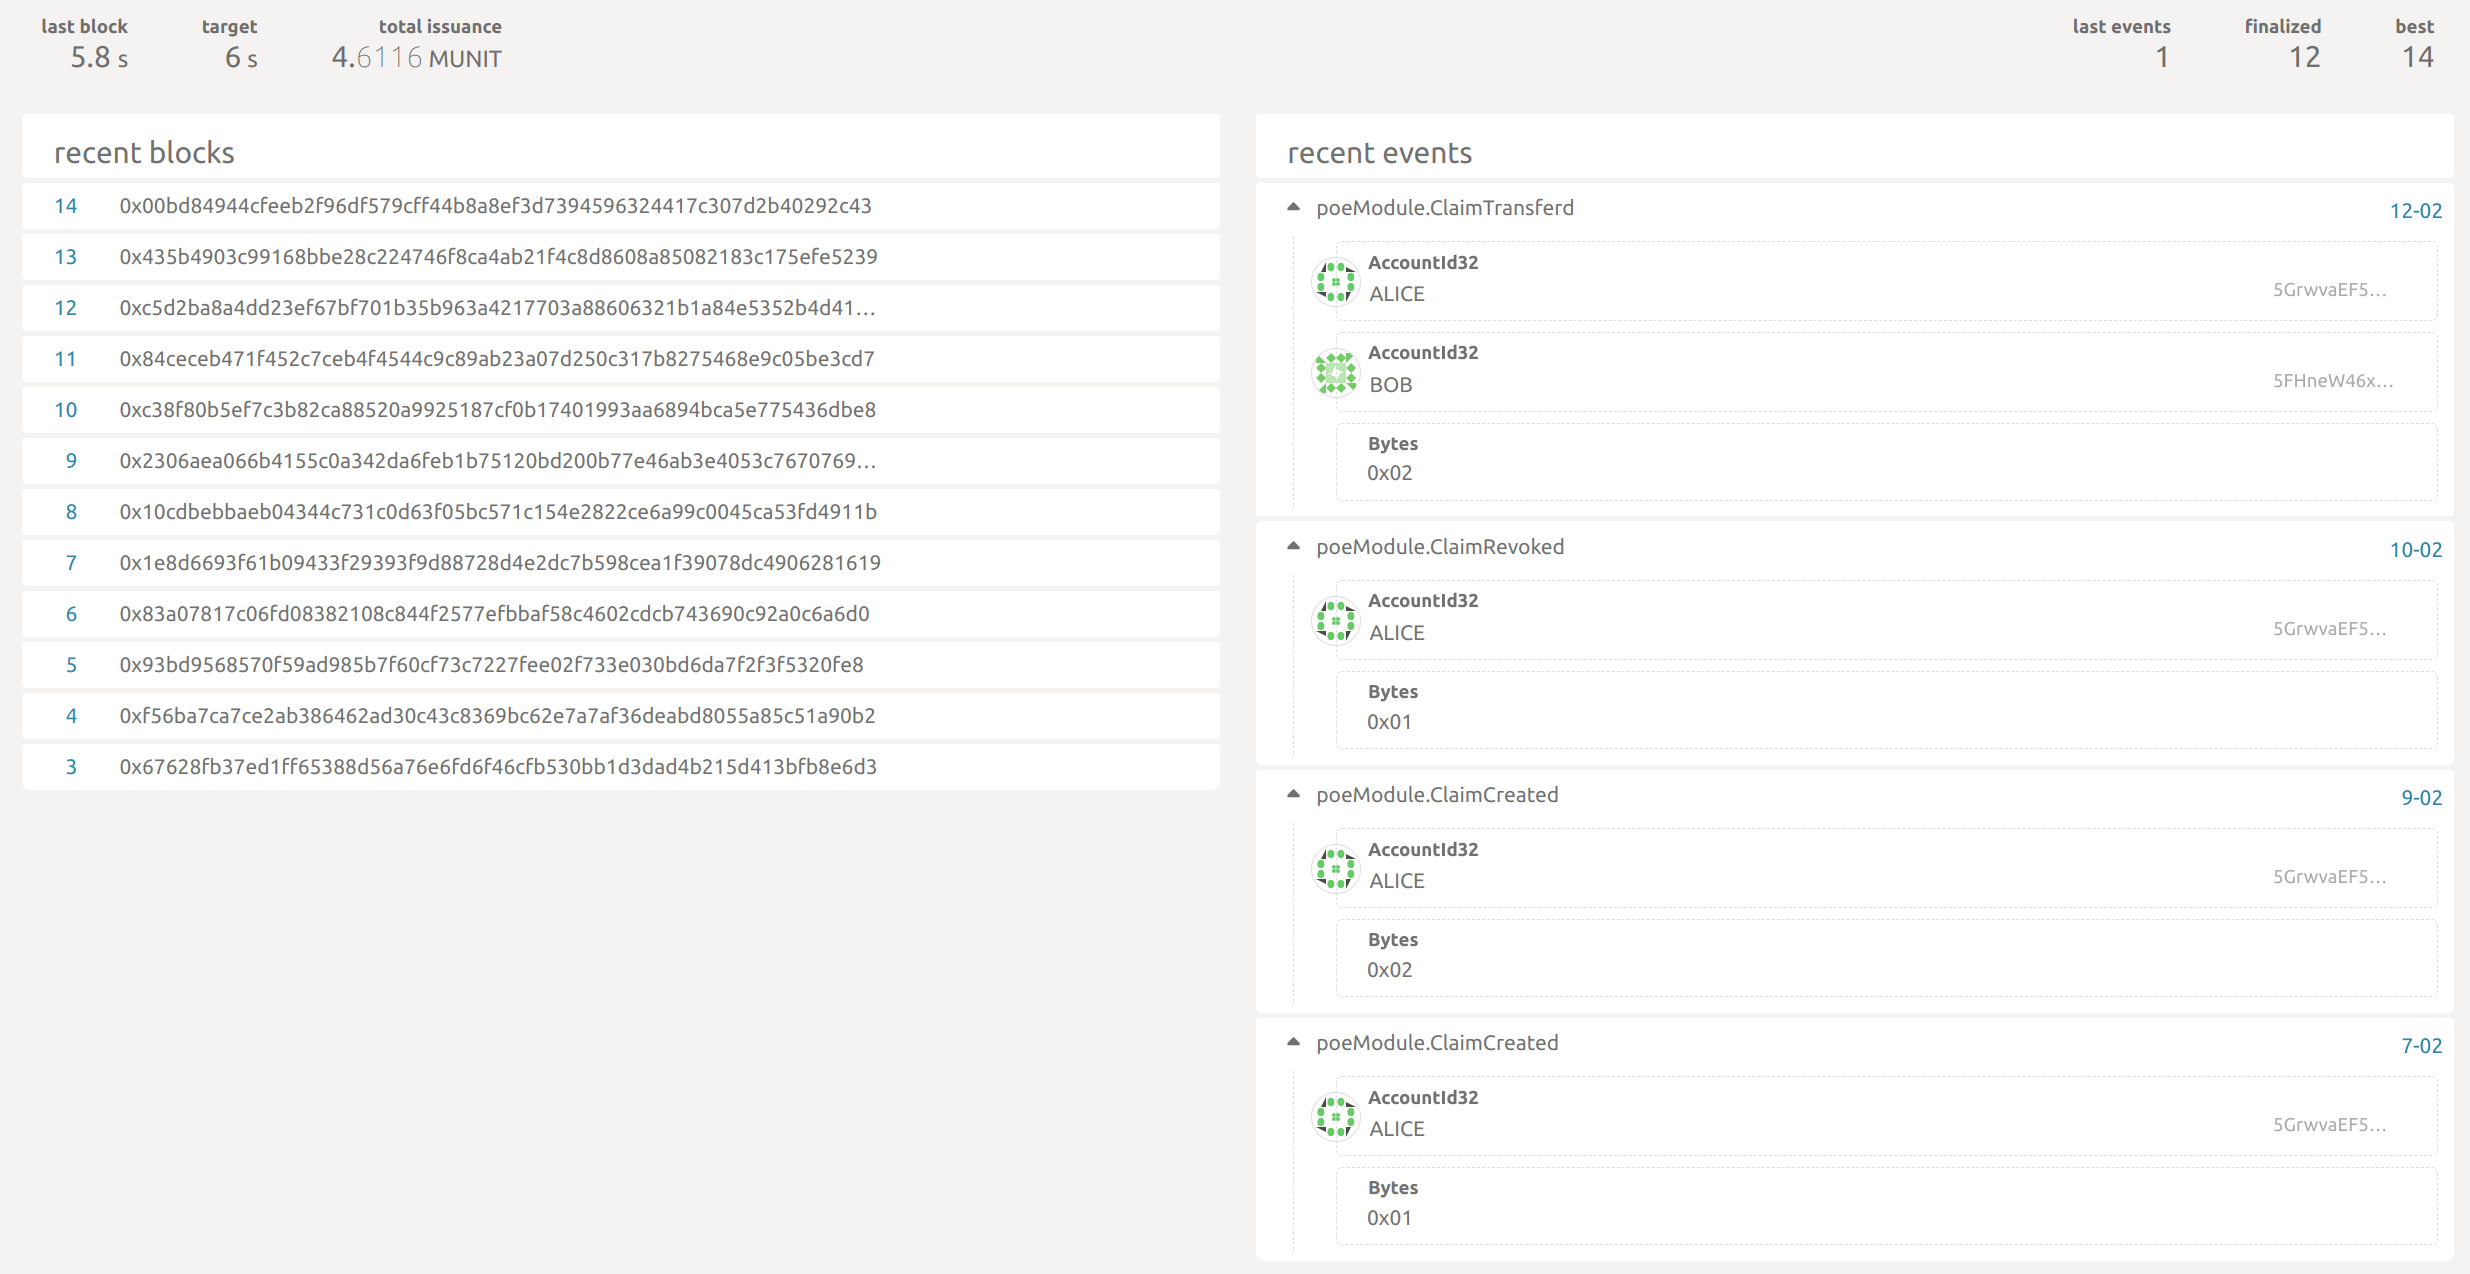 last block
5.8 s
target
6 s
total issuance
4.6116 MUNIT
last events
1
finalized
12
best
14
recent blocks
14 0x00bd84944cfeeb2f96df579cff44b8a8ef3d7394596324417c307d2b40292c43
13 0x435b4903c99168bbe28c224746f8ca4ab21f4c8d8608a85082183c175efe5239
12 0xc5d2ba8a4dd23ef67bf701b35b963a4217703a88606321b1a84e5352b4d41...
11 0x84ceceb471f452c7ceb4f4544c9c89ab23a07d250c317b8275468e9c05be3cd7
10 0xc38f80b5ef7c3b82ca88520a9925187cf0b17401993aa6894bca5e775436dbe8
9 0x2306aea066b4155c0a342da6feb1b75120bd200b77e46ab3e4053c7670769...
8 0x10cdbebbaeb04344c731c0d63f05bc571c154e2822ce6a99c0045ca53fd4911b
7 0x1e8d6693f61b09433f29393f9d88728d4e2dc7b598cea1f39078dc4906281619
6 0x83a07817c06fd08382108c844f2577efbbaf58c4602cdcb743690c92a0c6a6d0
5 0x93bd9568570f59ad985b7f60cf73c7227fee02f733e030bd6da7f2f3f5320fe8
4 0xf56ba7ca7ce2ab386462ad30c43c8369bc62e7a7af36deabd8055a85c51a90b2
3 0x67628fb37ed1ff65388d56a76e6fd6f46cfb530bb1d3dad4b215d413bfb8e6d3
recent events
poeModule.ClaimTransferd 12-02
AccountId32
ALICE 5GrwvaEF5...
AccountId32
BOB 5FHneW46x...
Bytes
0x02
poeModule.ClaimRevoked 10-02
AccountId32
ALICE 5GrwvaEF5...
Bytes
0x01
poeModule.ClaimCreated 9-02
AccountId32
ALICE 5GrwvaEF5...
Bytes
0x02
poeModule.ClaimCreated 7-02
AccountId32
ALICE 5GrwvaEF5...
Bytes
0x01